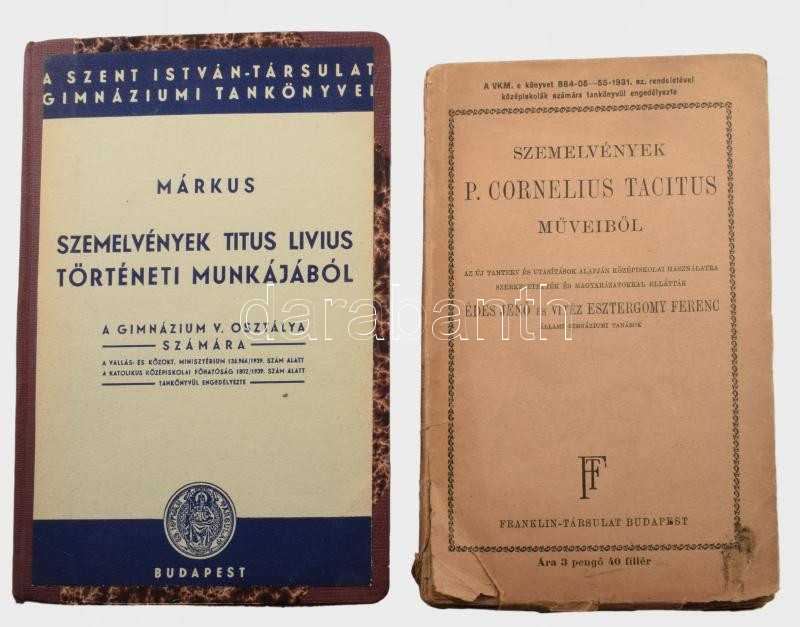 A SZENT ISTVÁN-TÁRSULAT
GIMNÁZIUMI TANKÖNYVEI
MÁRKUS
SZEMELVÉNYEK TITUS LIVIUS
TÖRTÉNETI MUNKÁJÁBÓL
A GIMNÁZIUM V. OSZTÁLYA
SZÁMÁRA
A VALLÁS- ÉS KÖZOKT. MINISZTÉRIUM 135.966/1939. SZÁM ALATT
A KATOLIKUS KÖZÉPISKOLAI FŐHATÓSÁG 1802/1939. SZÁM ALATT
TANKÖNYVÜL ENGEDÉLYEZTE
BUDAPEST
A VKM. e könyvet 884-05—55-1931. sz. rendeletével
középiskolák számára tankönyvül engedélyezte
SZEMELVÉNYEK
P. CORNELIUS TACITUS
MŰVEIBŐL
AZ ÚJ TANTERV ÉS UTASÍTÁSOK ALAPJÁN KÖZÉPISKOLAI HASZNÁLATRA
SZERKESZTETTÉK ÉS MAGYARÁZATOKKAL ELLÁTTÁK
ÉDES JENŐ ÉS VITÉZ ESZTERGOMY FERENC
ÁLLAMI GIMNÁZIUMI TANÁROK
FT
FRANKLIN-TÁRSULAT BUDAPEST
Ára 3 pengő 40 fillér
darabanth